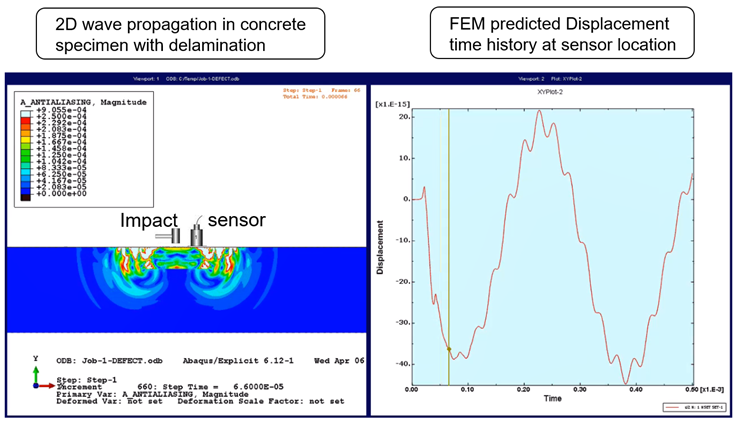 2D wave propagation in concrete
specimen with delamination
FEM predicted Displacement
time history at sensor location
Viewport: 1 ODB: C:/Temp/Job-1-DEFECT.odb
Viewport: 2 Plot: XYPlot-2
A_ANTIALIASING, Magnitude
+9.055e-04
+2.500e-04
+2.292e-04
+2.083e-04
+1.875e-04
+1.667e-04
+1.458e-04
+1.250e-04
+1.042e-04
+8.333e-05
+6.250e-05
+4.167e-05
+2.083e-05
+0.000e+00
Step: Step-1 Frame: 66
Total Time: 0.000066
Impact
sensor
Y
ODB: Job-1-DEFECT.odb Abaqus/Explicit 6.12-1 Wed Apr 06
Step: Step-1
Increment 660: Step Time = 6.6000E-05
Primary Var: A_ANTIALIASING, Magnitude
Deformed Var: not set Deformation Scale Factor: not set
XYPlot-2
[x1.E-15]
20.
10.
0.
-10.
-20.
-30.
-40.
Displacement
0.00
0.10
0.20
0.30
0.40
0.50
[x1.E-3]
Time